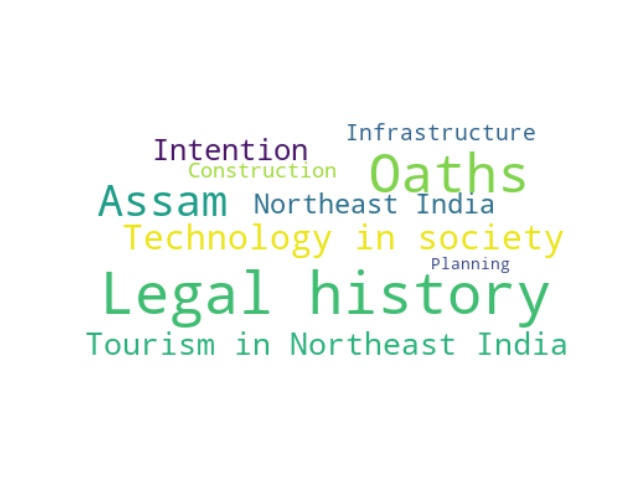 Infrastructure
Intention
Construction
Oaths
Assam
Northeast India
Technology in society
Planning
Legal history
Tourism in Northeast India